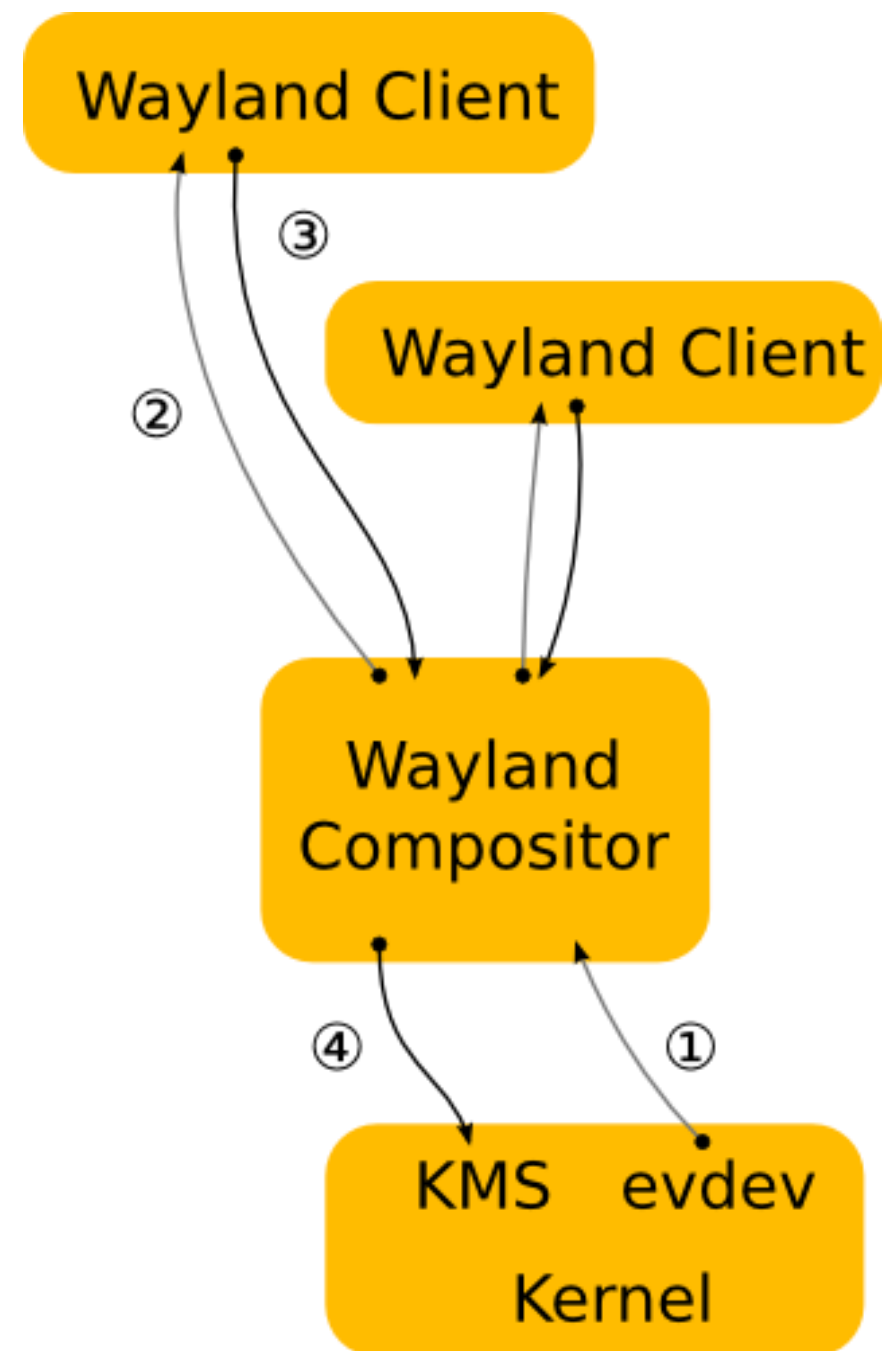 Wayland Client
③
Wayland Client
②
Wayland
Compositor
④ ①
KMS evdev
Kernel